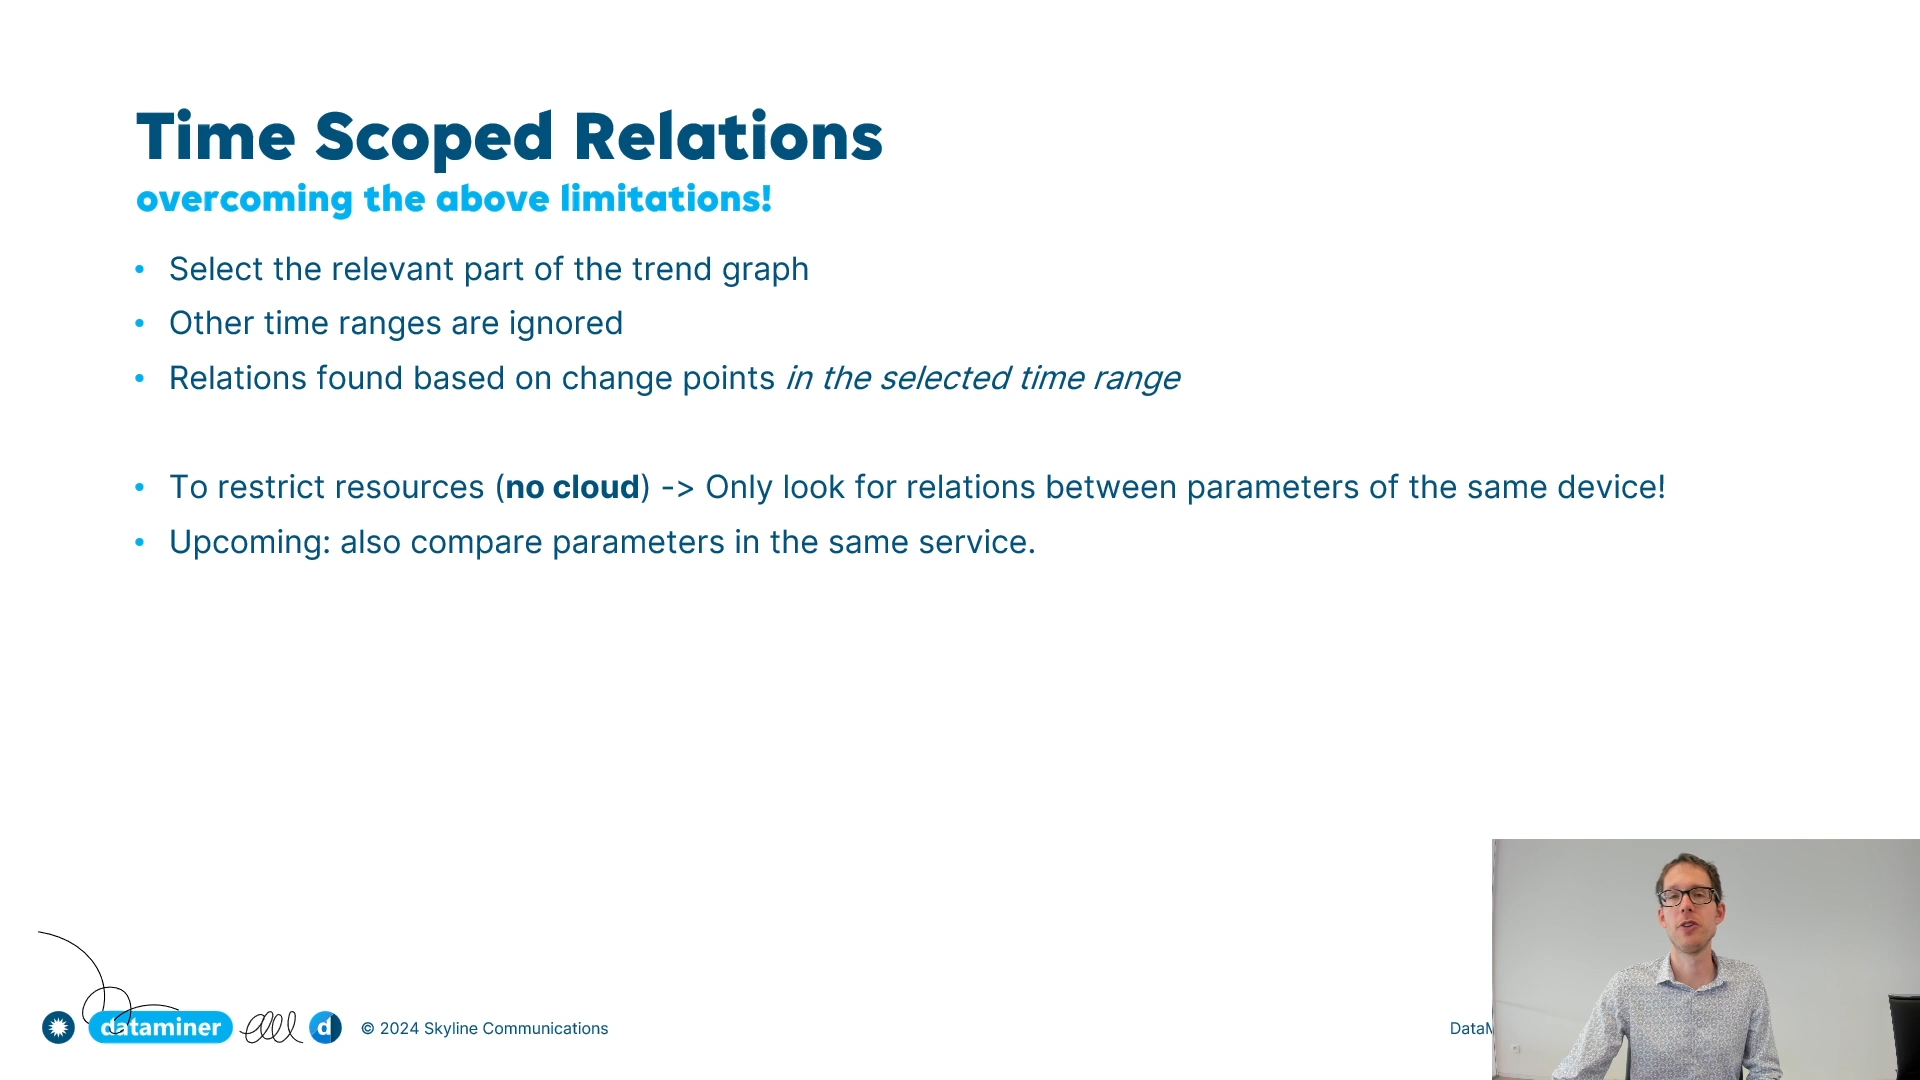 Time Scoped Relations
overcoming the above limitations!
• Select the relevant part of the trend graph
• Other time ranges are ignored
• Relations found based on change points in the selected time range
• To restrict resources (no cloud) -> Only look for relations between parameters of the same device!
• Upcoming: also compare parameters in the same service.
dataminer d © 2024 Skyline Communications